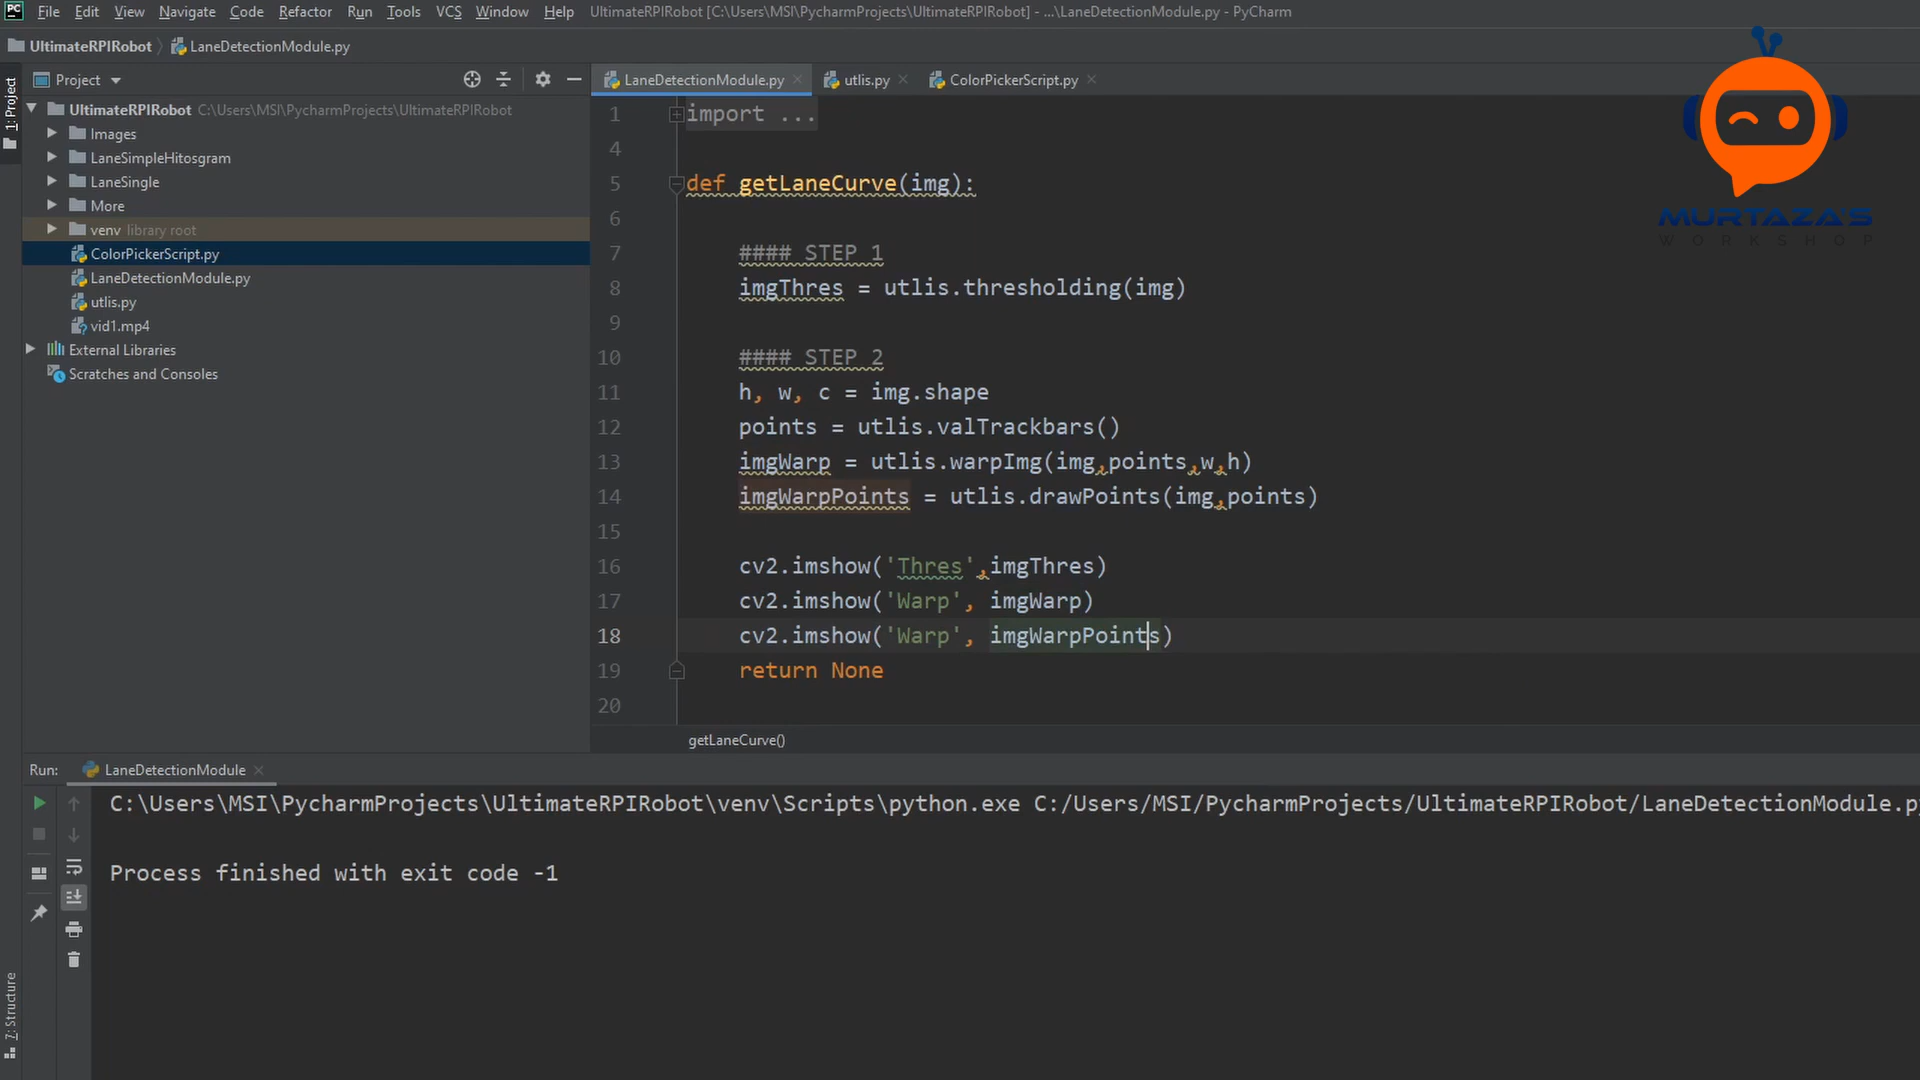 PC File Edit View Navigate Code Refactor Run Tools VCS Window Help UltimateRPIRobot [C:\Users\MSI\PycharmProjects\UltimateRPIRobot] - ...\LaneDetectionModule.py - PyCharm
UltimateRPIRobot LaneDetectionModule.py
1: Project
Project
LaneDetectionModule.py utlis.py ColorPickerScript.py
UltimateRPIRobot C:\Users\MSI\PycharmProjects\UltimateRPIRobot
Images
LaneSimpleHitosgram
LaneSingle
More
venv library root
ColorPickerScript.py
LaneDetectionModule.py
utlis.py
vid1.mp4
External Libraries
Scratches and Consoles
1 import ...
4
5 def getLaneCurve(img):
6
7 #### STEP 1
8 imgThres = utlis.thresholding(img)
9
10 #### STEP 2
11 h, w, c = img.shape
12 points = utlis.valTrackbars()
13 imgWarp = utlis.warpImg(img,points,w,h)
14 imgWarpPoints = utlis.drawPoints(img,points)
15
16 cv2.imshow('Thres',imgThres)
17 cv2.imshow('Warp', imgWarp)
18 cv2.imshow('Warp', imgWarpPoints)
19 return None
20
getLaneCurve()
MURTAZA'S
WORKSHOP
Run: LaneDetectionModule
C:\Users\MSI\PycharmProjects\UltimateRPIRobot\venv\Scripts\python.exe C:/Users/MSI/PycharmProjects/UltimateRPIRobot/LaneDetectionModule.py
Process finished with exit code -1
7: Structure